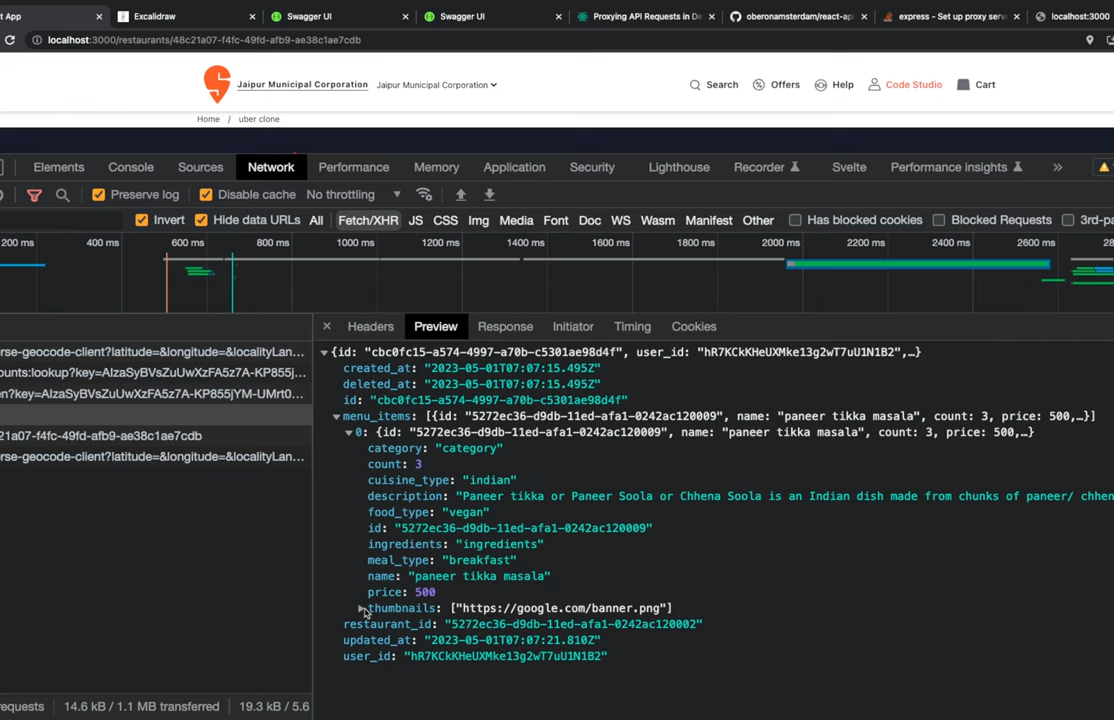 t App
Excalidraw
Swagger UI
Swagger UI
Proxying API Requests in De
oberonamsterdam/react-api
express - Set up proxy serv
localhost:3000
localhost:3000/restaurants/48c21a07-f4fc-49fd-afb9-ae38c1ae7cdb
Jaipur Municipal Corporation Jaipur Municipal Corporation Search Offers Help Code Studio Cart
Home / uber clone
Elements Console Sources Network Performance Memory Application Security Lighthouse Recorder Svelte Performance insights
Preserve log Disable cache No throttling
Invert Hide data URLs All Fetch/XHR JS CSS Img Media Font Doc WS Wasm Manifest Other Has blocked cookies Blocked Requests 3rd-pa
200 ms 400 ms 600 ms 800 ms 1000 ms 1200 ms 1400 ms 1600 ms 1800 ms 2000 ms 2200 ms 2400 ms 2600 ms 280
Headers Preview Response Initiator Timing Cookies
rse-geocode-client?latitude=&longitude=&localityLan...
ounts:lookup?key=AIzaSyBVsZuUwXzFA5z7A-KP855j...
en?key=AIzaSyBVsZuUwXzFA5z7A-KP855jYM-UMrt0...
21a07-f4fc-49fd-afb9-ae38c1ae7cdb
rse-geocode-client?latitude=&longitude=&localityLan...
{id: "cbc0fc15-a574-4997-a70b-c5301ae98d4f", user_id: "hR7KCkKHeUXMke13g2wT7uU1N1B2",…}
created_at: "2023-05-01T07:07:15.495Z"
deleted_at: "2023-05-01T07:07:15.495Z"
id: "cbc0fc15-a574-4997-a70b-c5301ae98d4f"
menu_items: [{id: "5272ec36-d9db-11ed-afa1-0242ac120009", name: "paneer tikka masala", count: 3, price: 500,…}]
0: {id: "5272ec36-d9db-11ed-afa1-0242ac120009", name: "paneer tikka masala", count: 3, price: 500,…}
category: "category"
count: 3
cuisine_type: "indian"
description: "Paneer tikka or Paneer Soola or Chhena Soola is an Indian dish made from chunks of paneer/ chhen
food_type: "vegan"
id: "5272ec36-d9db-11ed-afa1-0242ac120009"
ingredients: "ingredients"
meal_type: "breakfast"
name: "paneer tikka masala"
price: 500
thumbnails: ["https://google.com/banner.png"]
restaurant_id: "5272ec36-d9db-11ed-afa1-0242ac120002"
updated_at: "2023-05-01T07:07:21.810Z"
user_id: "hR7KCkKHeUXMke13g2wT7uU1N1B2"
equests 14.6 kB / 1.1 MB transferred 19.3 kB / 5.6